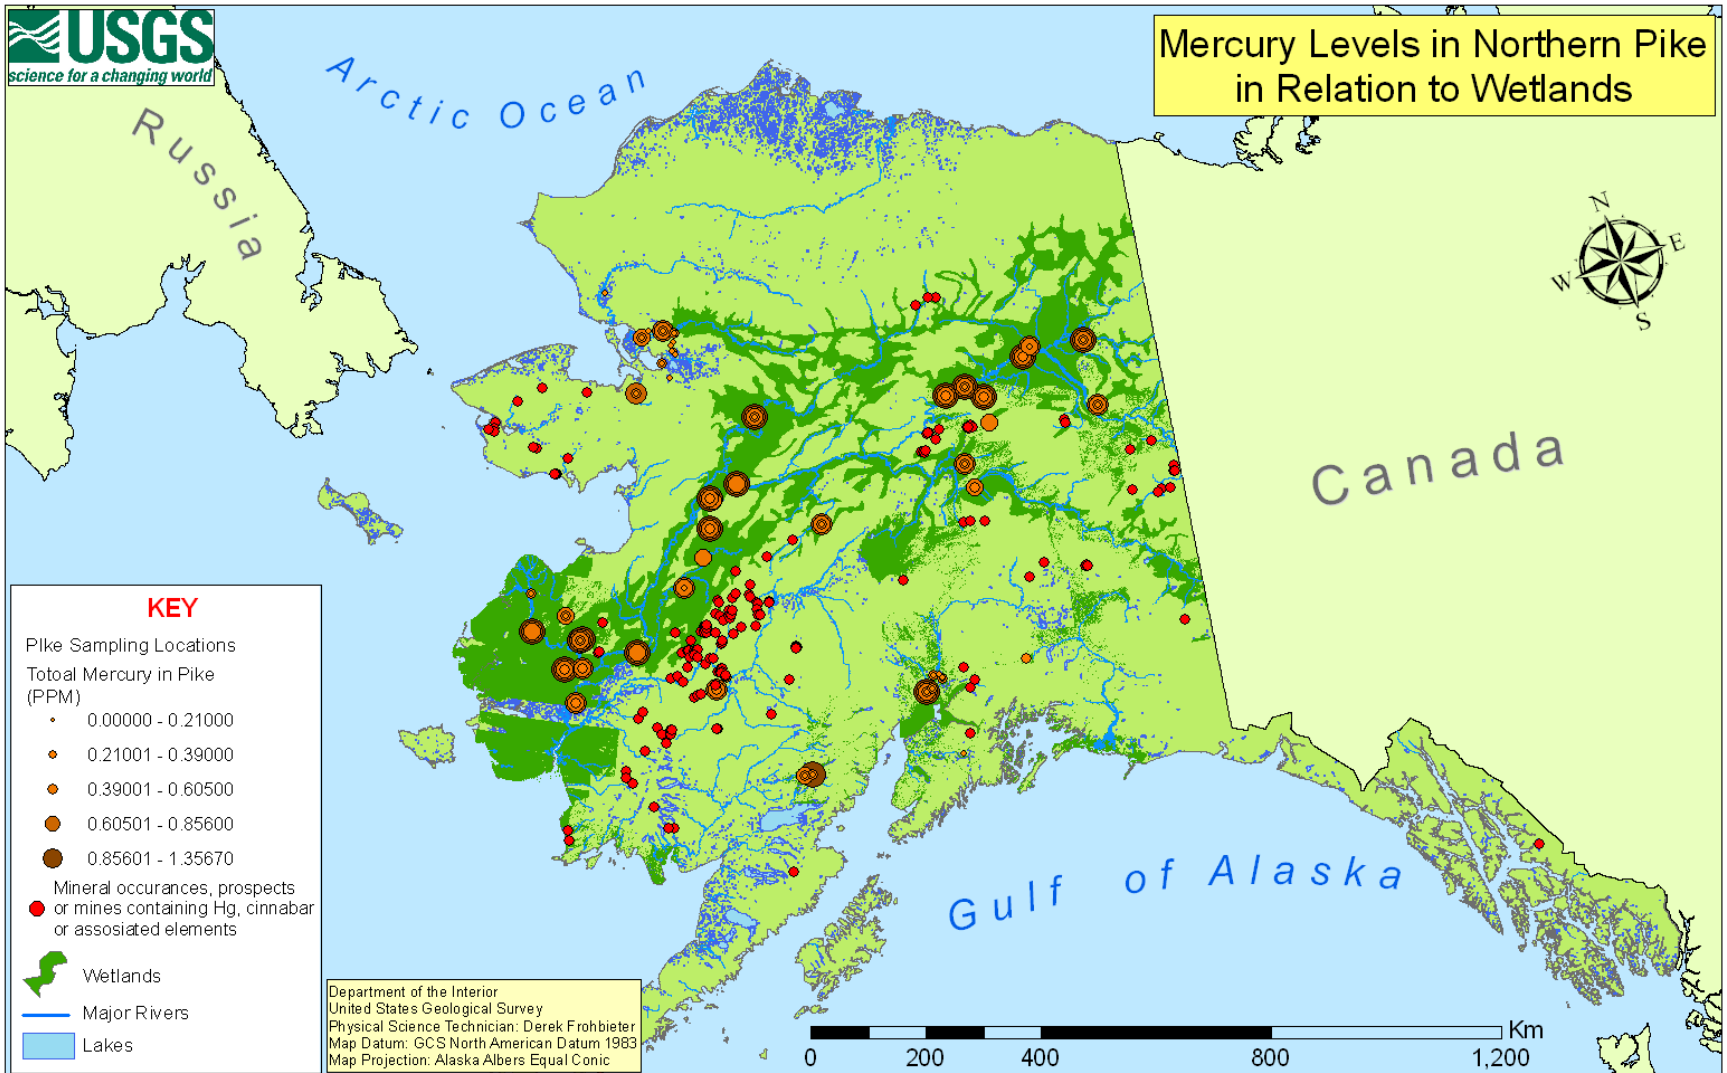 USGS
science for a changing world
Mercury Levels in Northern Pike
in Relation to Wetlands
Arctic Ocean
Russia
Canada
Gulf of Alaska
N
E
S
W
KEY
PIke Sampling Locations
Totoal Mercury in Pike
(PPM)
0.00000 - 0.21000
0.21001 - 0.39000
0.39001 - 0.60500
0.60501 - 0.85600
0.85601 - 1.35670
Mineral occurances, prospects
or mines containing Hg, cinnabar
or assosiated elements
Wetlands
Major Rivers
Lakes
Department of the Interior
United States Geological Survey
Physical Science Technician: Derek Frohbieter
Map Datum: GCS North American Datum 1983
Map Projection: Alaska Albers Equal Conic
Km
0 200 400 800 1,200